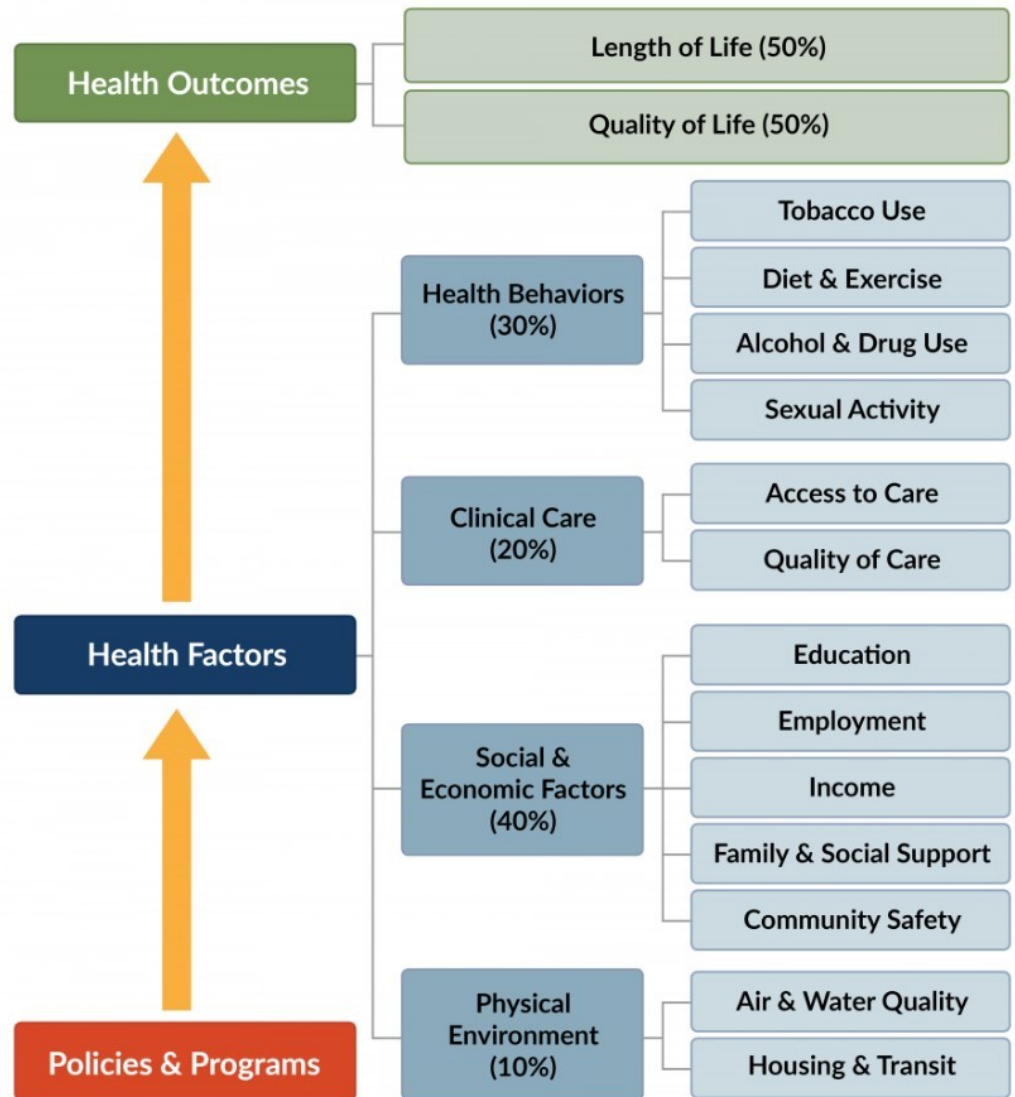 Health Outcomes
Length of Life (50%)
Quality of Life (50%)
Health Factors
Health Behaviors
(30%)
Tobacco Use
Diet & Exercise
Alcohol & Drug Use
Sexual Activity
Clinical Care
(20%)
Access to Care
Quality of Care
Social &
Economic Factors
(40%)
Education
Employment
Income
Family & Social Support
Community Safety
Physical
Environment
(10%)
Air & Water Quality
Housing & Transit
Policies & Programs